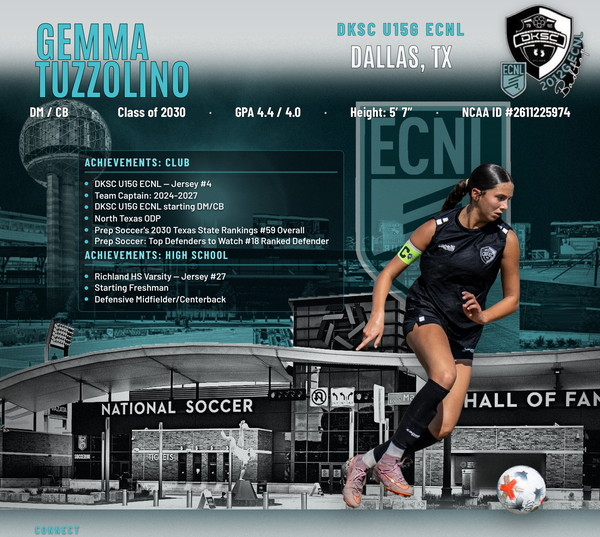 GEMMA
TUZZOLINO
DKSC U15G ECNL
DALLAS, TX
DKSC
ECNL
2012G ECNL
DM / CB · Class of 2030 · GPA 4.4 / 4.0 · Height: 5' 7" · NCAA ID #2611225974
ECNL
ACHIEVEMENTS: CLUB
DKSC U15G ECNL – Jersey #4
Team Captain: 2024-2027
DKSC U15G ECNL starting DM/CB
North Texas ODP
Prep Soccer's 2030 Texas State Rankings #59 Overall
Prep Soccer: Top Defenders to Watch #18 Ranked Defender
ACHIEVEMENTS: HIGH SCHOOL
Richland HS Varsity – Jersey #27
Starting Freshman
Defensive Midfielder/Centerback
NATIONAL SOCCER
HALL OF FAM
TICKETS
CONNECT